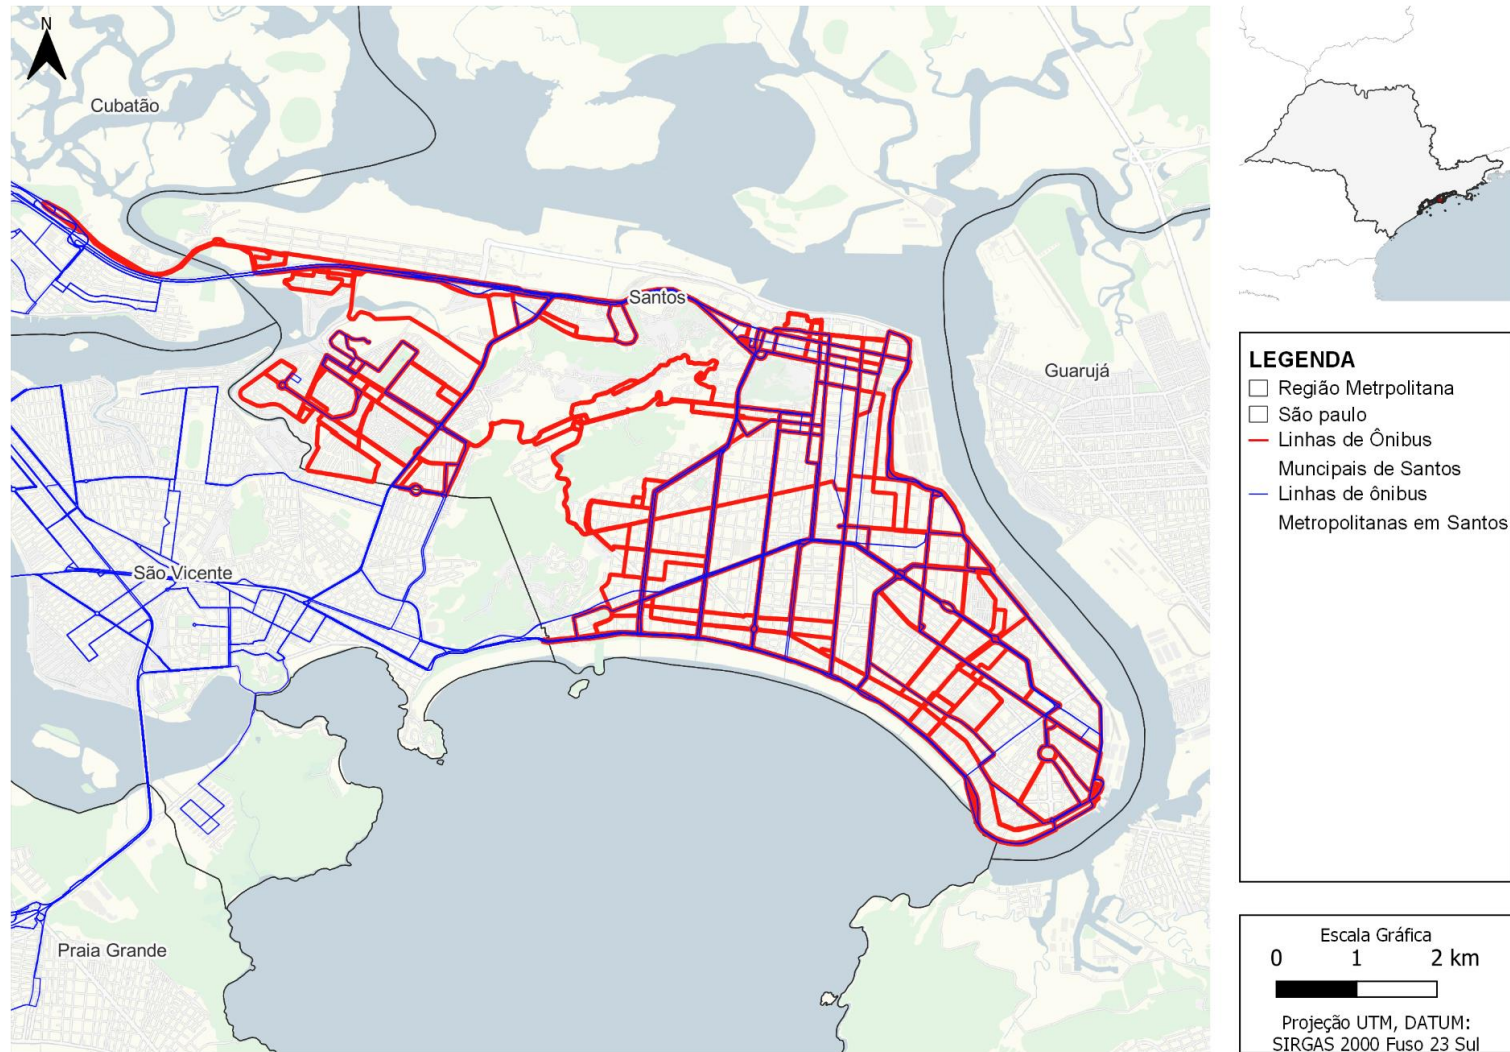 N
Cubatão
Santos
Guarujá
São Vicente
Praia Grande
LEGENDA
Região Metrpolitana
São paulo
Linhas de Ônibus
Muncipais de Santos
Linhas de ônibus
Metropolitanas em Santos
Escala Gráfica
0 1 2 km
Projeção UTM, DATUM:
SIRGAS 2000 Fuso 23 Sul